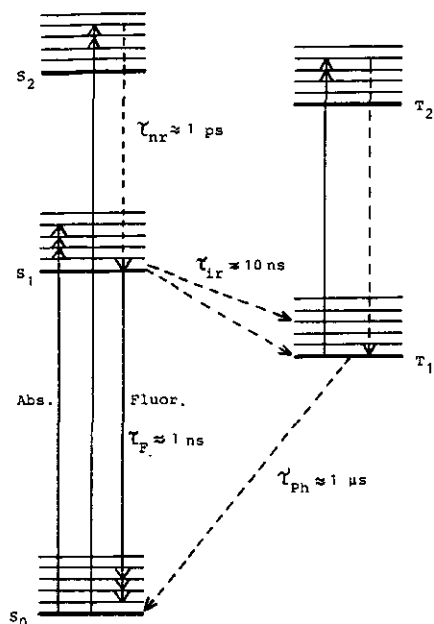 S₂
T₂
τnr ≈ 1 ps
S₁
τir ≈ 10 ns
T₁
Abs. Fluor.
τF. ≈ 1 ns
τPh ≈ 1 μs
S₀